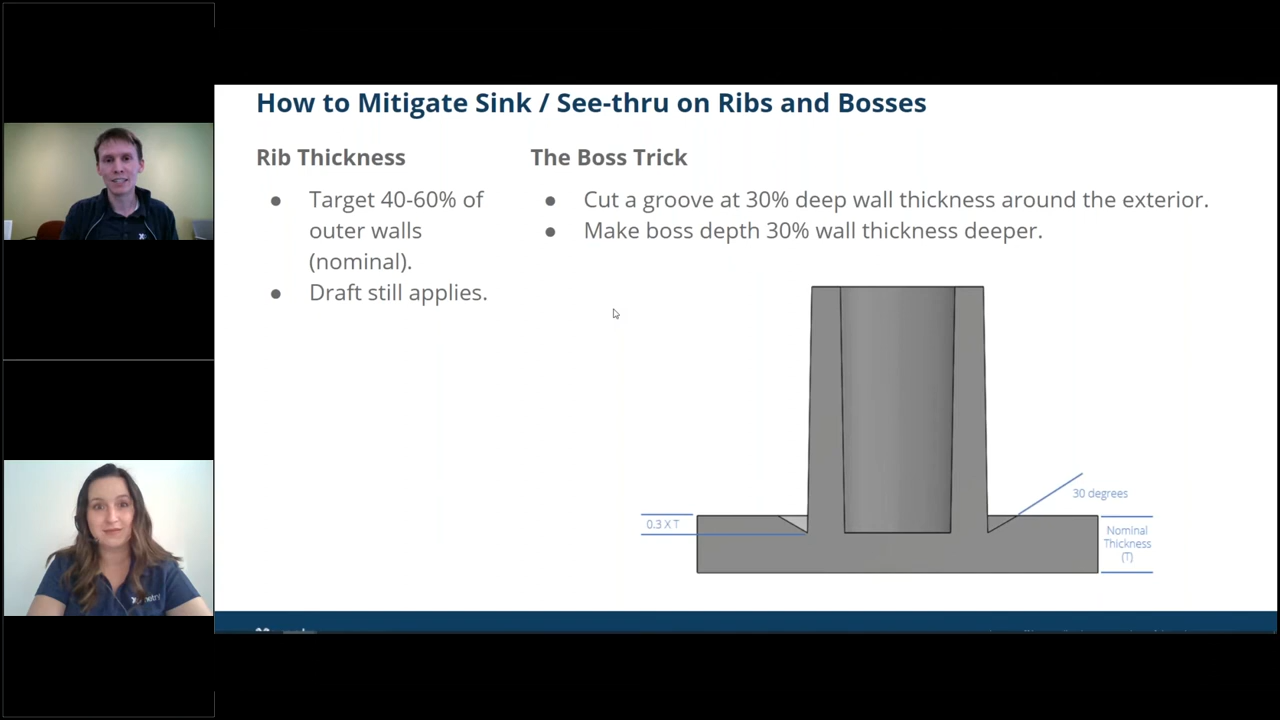 How to Mitigate Sink / See-thru on Ribs and Bosses
Rib Thickness
● Target 40-60% of
outer walls
(nominal).
● Draft still applies.
The Boss Trick
● Cut a groove at 30% deep wall thickness around the exterior.
● Make boss depth 30% wall thickness deeper.
0.3 X T
30 degrees
Nominal
Thickness
(T)